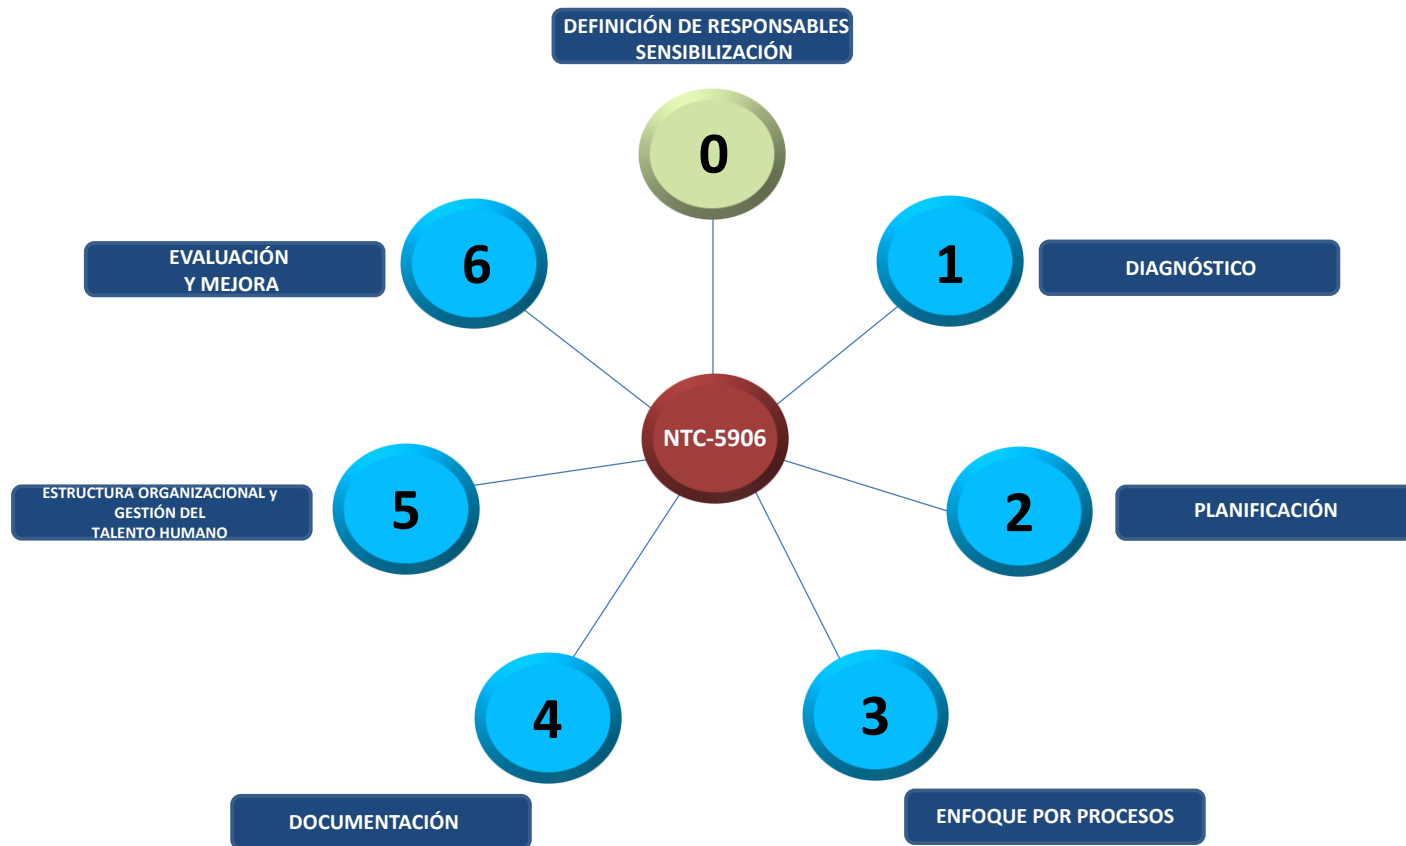 DEFINICIÓN DE RESPONSABLES
SENSIBILIZACIÓN
0
1
DIAGNÓSTICO
2
PLANIFICACIÓN
3
ENFOQUE POR PROCESOS
4
DOCUMENTACIÓN
5
ESTRUCTURA ORGANIZACIONAL y
GESTIÓN DEL
TALENTO HUMANO
6
EVALUACIÓN
Y MEJORA
NTC-5906